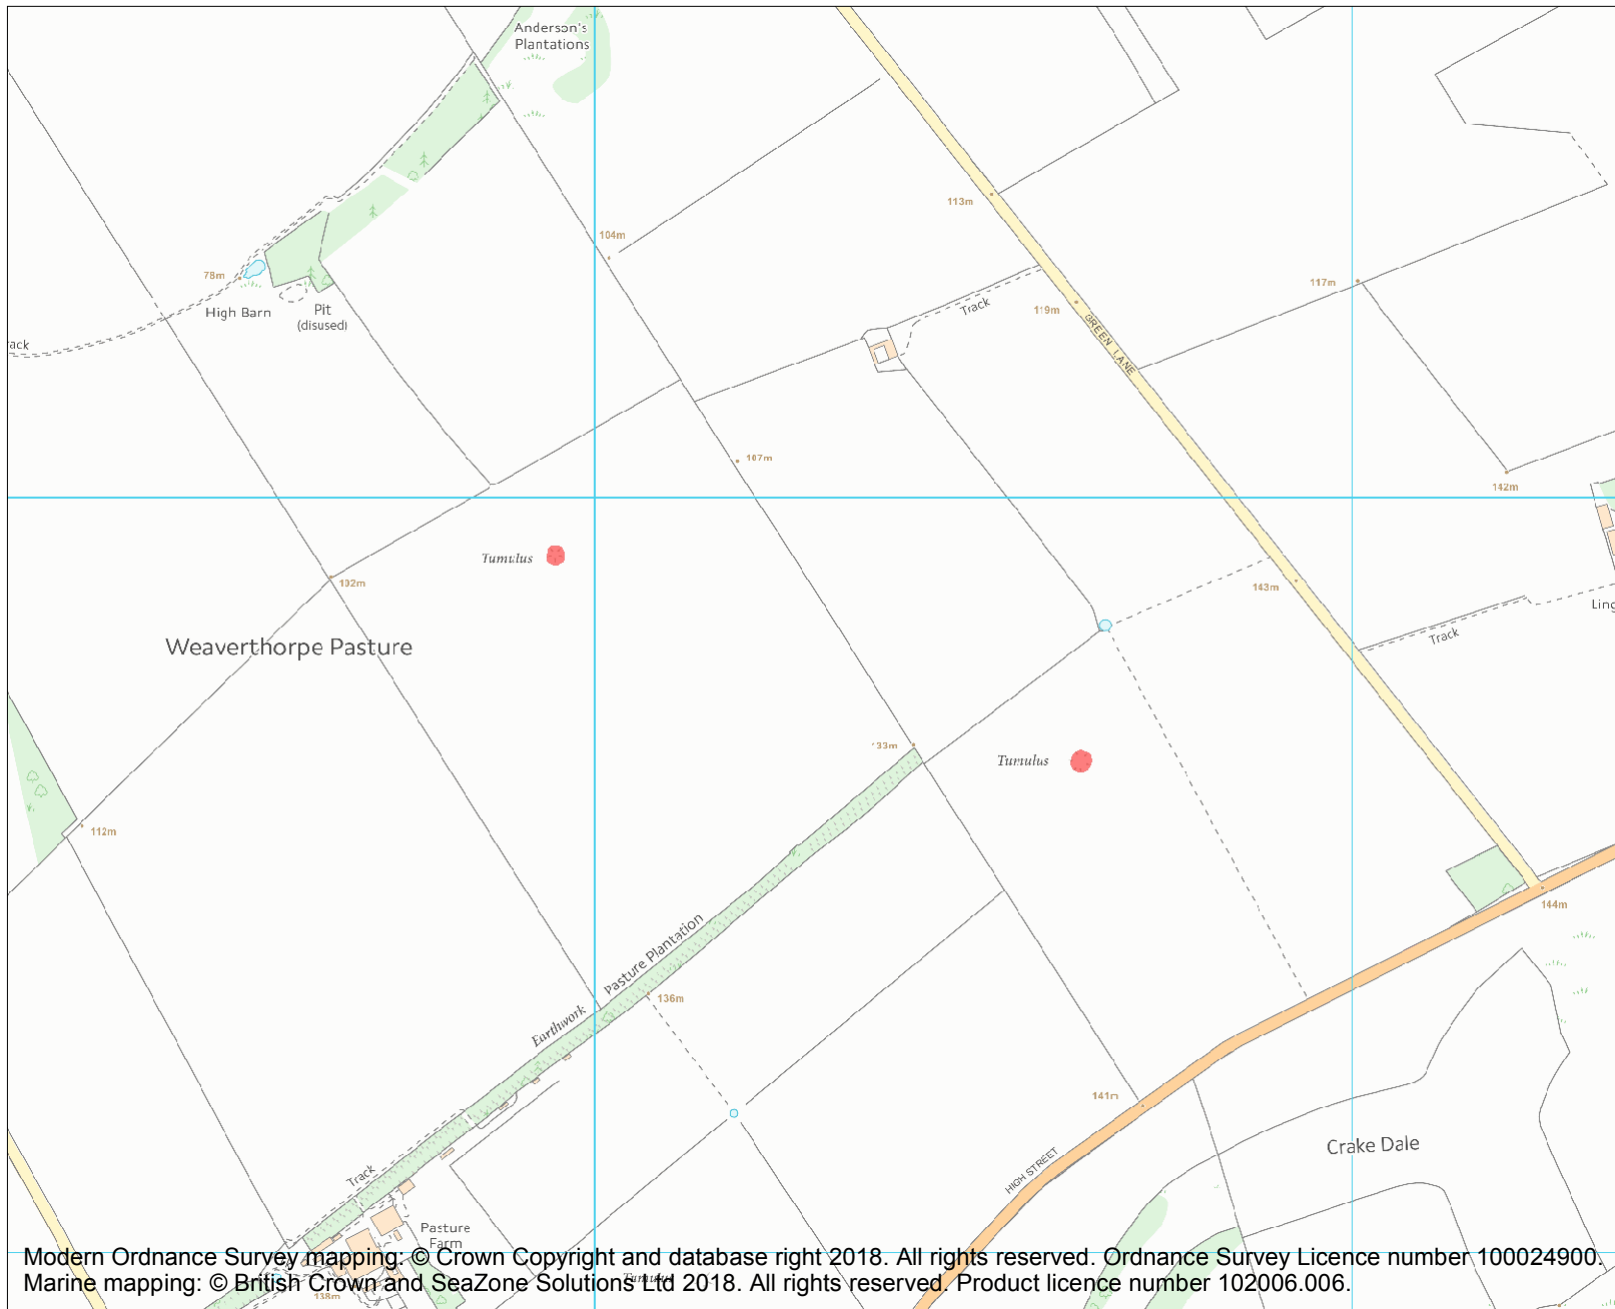 Anderson's
Plantations
113m
104m
78m
117m
High Barn
Pit
(disused)
Track
119m
GREEN LANE
ack
107m
142m
Tumulus
132m
143m
Ling
Track
Weaverthorpe Pasture
133m
Tumulus
112m
144m
Pasture Plantation
136m
Earthwork
141m
HIGH STREET
Crake Dale
Track
Pasture
Farm
Modern Ordnance Survey mapping: © Crown Copyright and database right 2018. All rights reserved. Ordnance Survey Licence number 100024900.
Marine mapping: © British Crown and SeaZone Solutions Ltd 2018. All rights reserved. Product licence number 102006.006.
Tumulus
138m